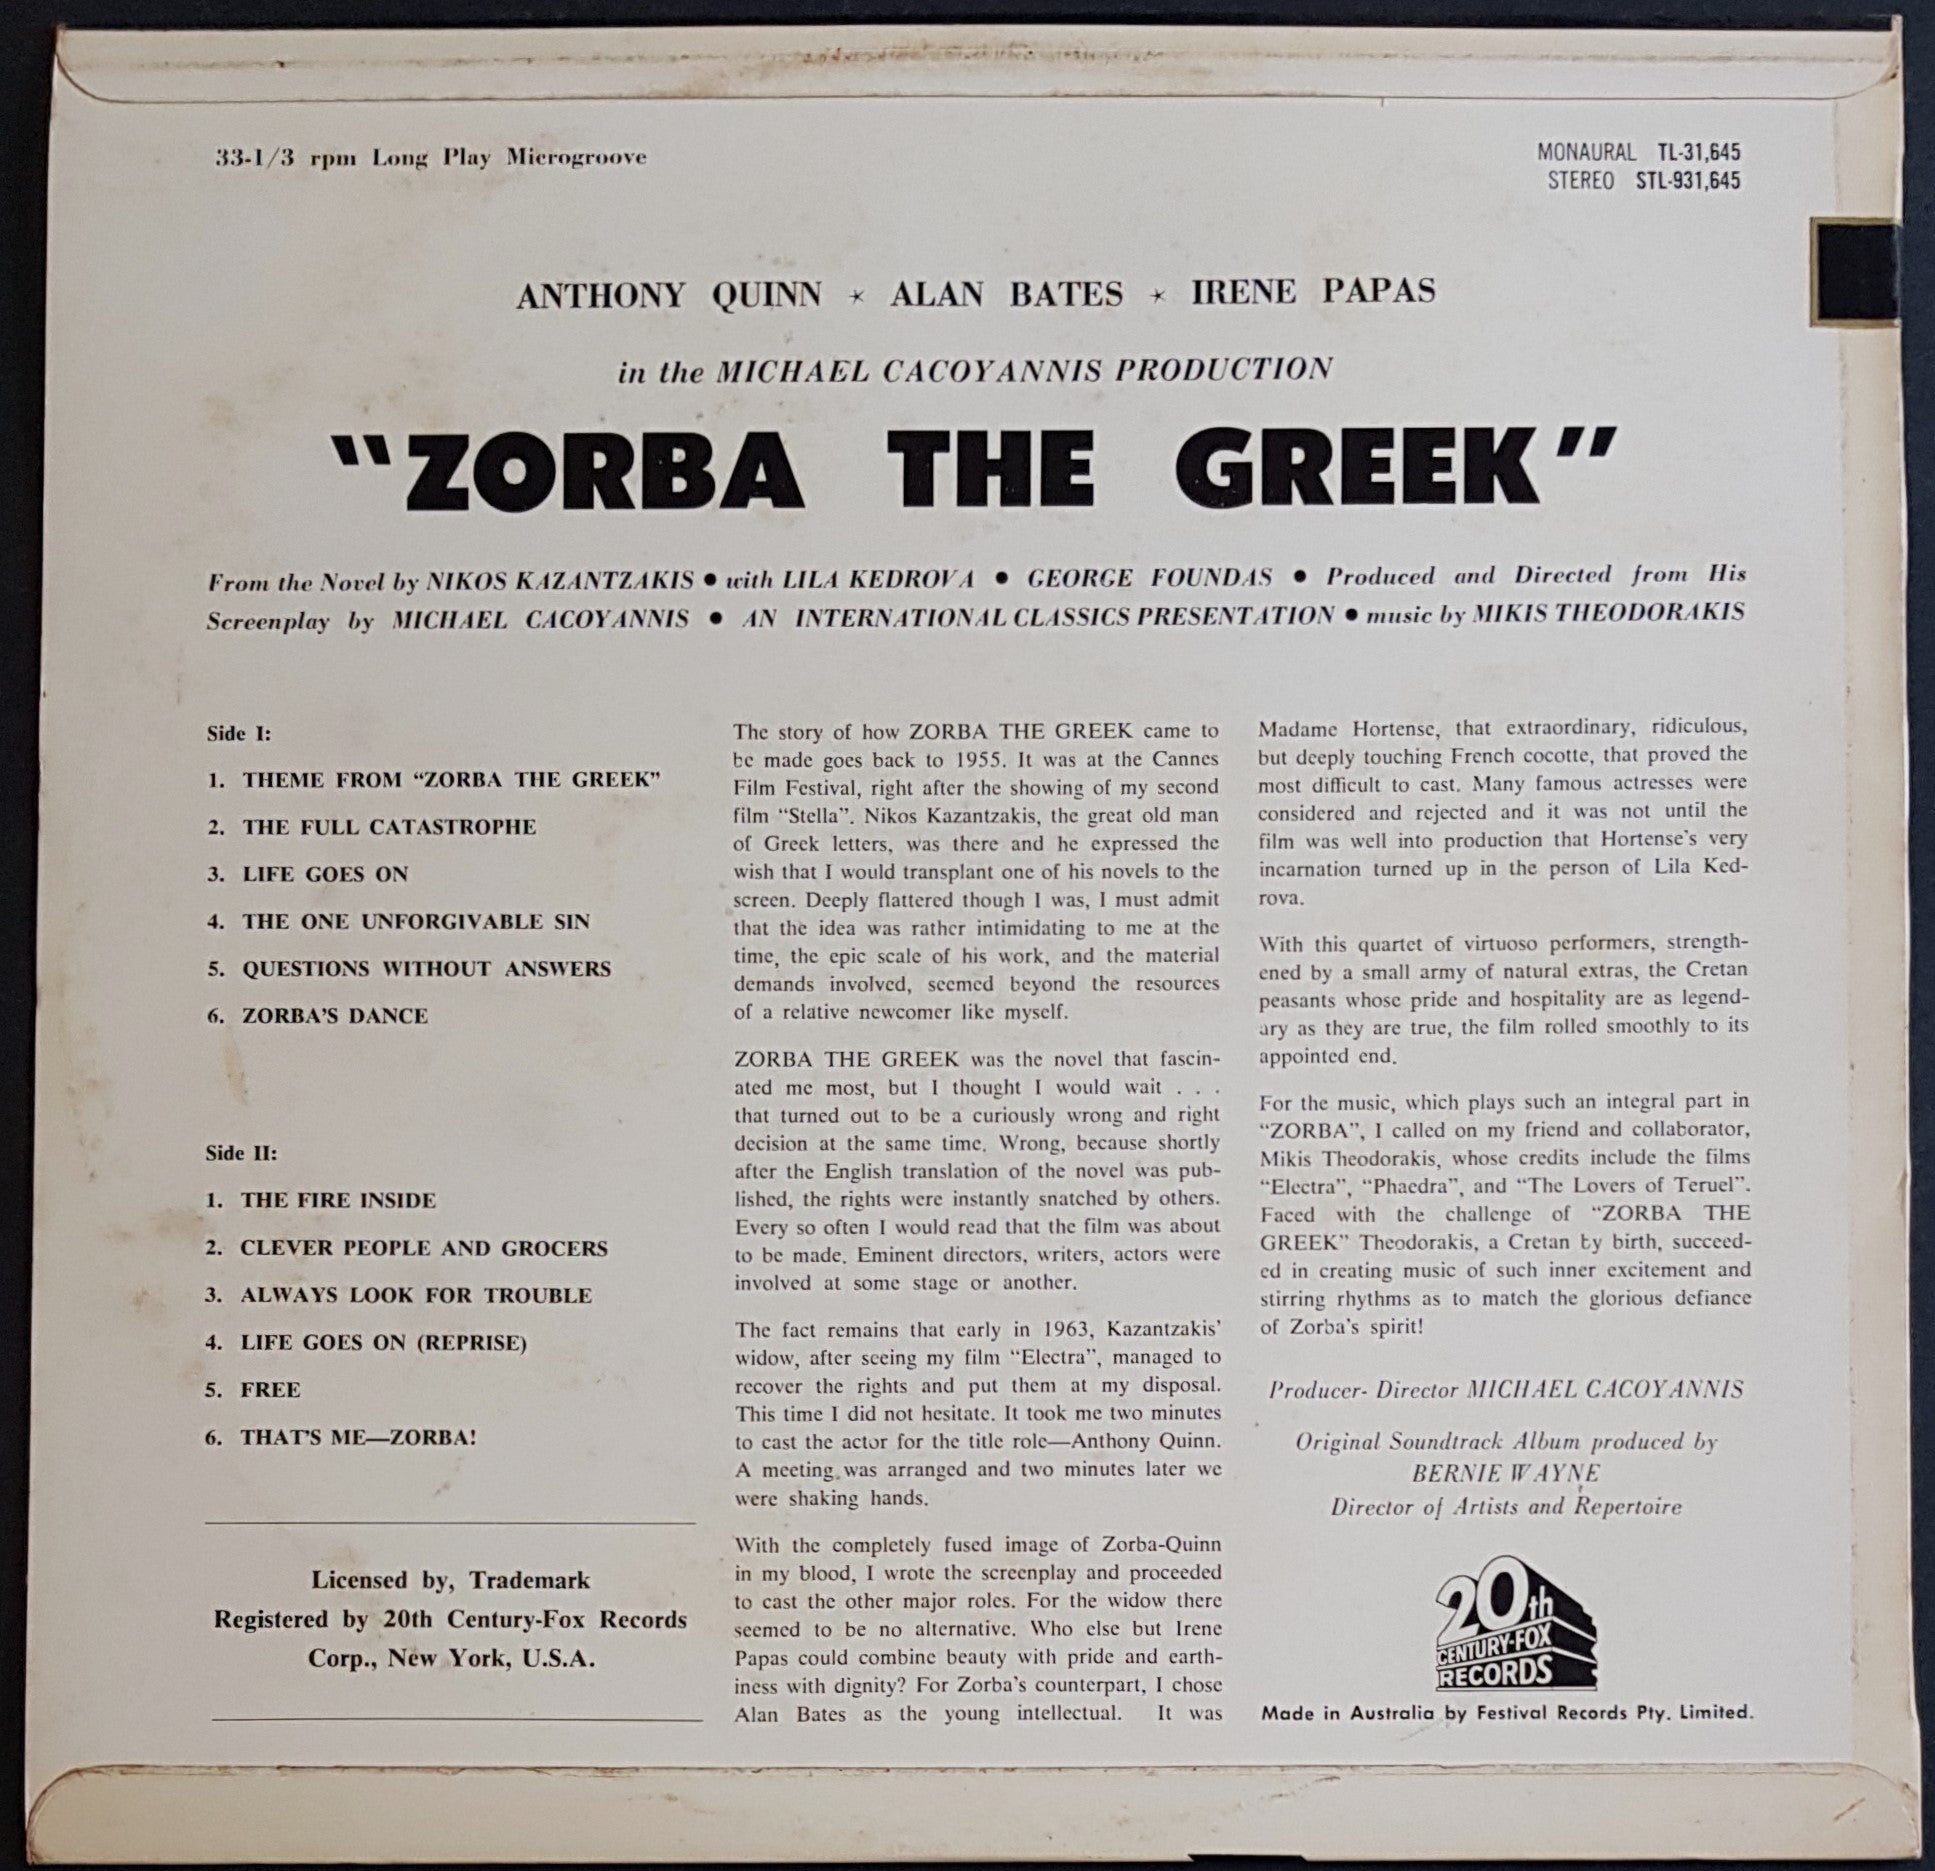 33-1/3 rpm Long Play Microgroove
MONAURAL TL-31,645
STEREO STL-931,645
ANTHONY QUINN ★ ALAN BATES ★ IRENE PAPAS
in the MICHAEL CACOYANNIS PRODUCTION
"ZORBA THE GREEK"
From the Novel by NIKOS KAZANTZAKIS ● with LILA KEDROVA ● GEORGE FOUNDAS ● Produced and Directed from His
Screenplay by MICHAEL CACOYANNIS ● AN INTERNATIONAL CLASSICS PRESENTATION ● music by MIKIS THEODORAKIS
Side I:
1. THEME FROM "ZORBA THE GREEK"
2. THE FULL CATASTROPHE
3. LIFE GOES ON
4. THE ONE UNFORGIVABLE SIN
5. QUESTIONS WITHOUT ANSWERS
6. ZORBA'S DANCE
Side II:
1. THE FIRE INSIDE
2. CLEVER PEOPLE AND GROCERS
3. ALWAYS LOOK FOR TROUBLE
4. LIFE GOES ON (REPRISE)
5. FREE
6. THAT'S ME—ZORBA!
Licensed by, Trademark
Registered by 20th Century-Fox Records
Corp., New York, U.S.A.
The story of how ZORBA THE GREEK came to
be made goes back to 1955. It was at the Cannes
Film Festival, right after the showing of my second
film "Stella". Nikos Kazantzakis, the great old man
of Greek letters, was there and he expressed the
wish that I would transplant one of his novels to the
screen. Deeply flattered though I was, I must admit
that the idea was rather intimidating to me at the
time, the epic scale of his work, and the material
demands involved, seemed beyond the resources
of a relative newcomer like myself.
ZORBA THE GREEK was the novel that fascin-
ated me most, but I thought I would wait . . .
that turned out to be a curiously wrong and right
decision at the same time. Wrong, because shortly
after the English translation of the novel was pub-
lished, the rights were instantly snatched by others.
Every so often I would read that the film was about
to be made. Eminent directors, writers, actors were
involved at some stage or another.
The fact remains that early in 1963, Kazantzakis'
widow, after seeing my film "Electra", managed to
recover the rights and put them at my disposal.
This time I did not hesitate. It took me two minutes
to cast the actor for the title role—Anthony Quinn.
A meeting was arranged and two minutes later we
were shaking hands.
With the completely fused image of Zorba-Quinn
in my blood, I wrote the screenplay and proceeded
to cast the other major roles. For the widow there
seemed to be no alternative. Who else but Irene
Papas could combine beauty with pride and earth-
iness with dignity? For Zorba's counterpart, I chose
Alan Bates as the young intellectual. It was
Madame Hortense, that extraordinary, ridiculous,
but deeply touching French cocotte, that proved the
most difficult to cast. Many famous actresses were
considered and rejected and it was not until the
film was well into production that Hortense's very
incarnation turned up in the person of Lila Ked-
rova.
With this quartet of virtuoso performers, strength-
ened by a small army of natural extras, the Cretan
peasants whose pride and hospitality are as legend-
ary as they are true, the film rolled smoothly to its
appointed end.
For the music, which plays such an integral part in
"ZORBA", I called on my friend and collaborator,
Mikis Theodorakis, whose credits include the films
"Electra", "Phaedra", and "The Lovers of Teruel".
Faced with the challenge of "ZORBA THE
GREEK" Theodorakis, a Cretan by birth, succeed-
ed in creating music of such inner excitement and
stirring rhythms as to match the glorious defiance
of Zorba's spirit!
Producer- Director MICHAEL CACOYANNIS
Original Soundtrack Album produced by
BERNIE WAYNE
Director of Artists and Repertoire
20th
CENTURY-FOX
RECORDS
Made in Australia by Festival Records Pty. Limited.